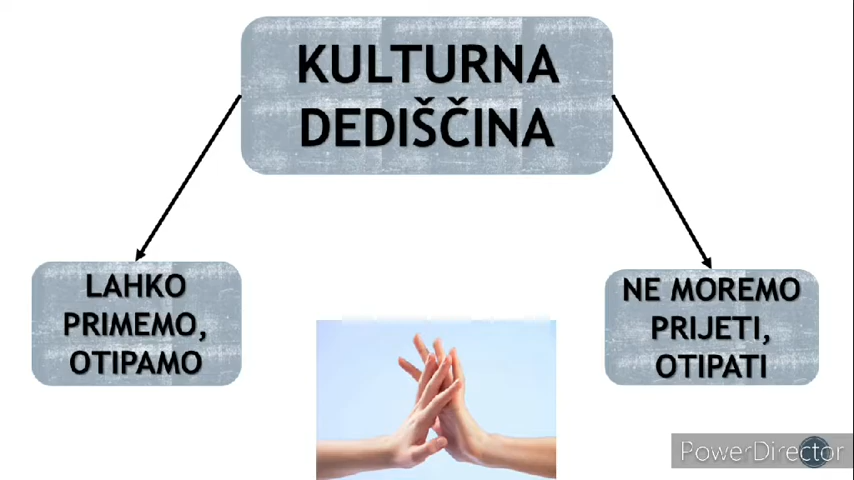 KULTURNA
DEDIŠČINA
LAHKO
PRIMEMO,
OTIPAMO
NE MOREMO
PRIJETI,
OTIPATI
PowerDirector